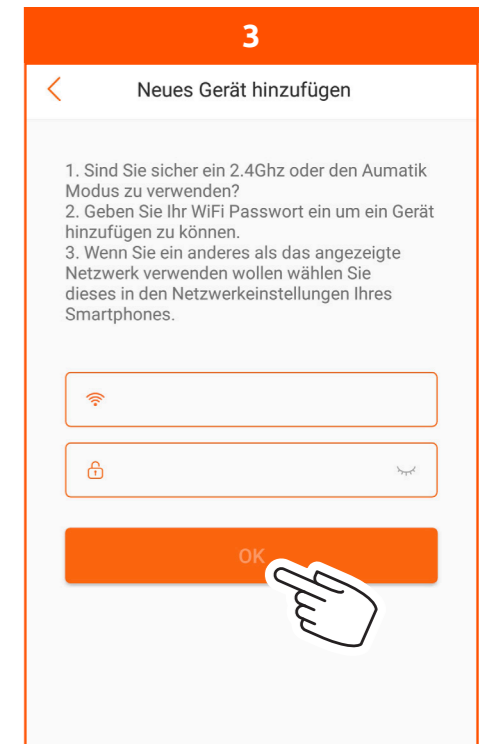 3
Neues Gerät hinzufügen
1. Sind Sie sicher ein 2.4Ghz oder den Aumatik
Modus zu verwenden?
2. Geben Sie Ihr WiFi Passwort ein um ein Gerät
hinzufügen zu können.
3. Wenn Sie ein anderes als das angezeigte
Netzwerk verwenden wollen wählen Sie
dieses in den Netzwerkeinstellungen Ihres
Smartphones.
OK